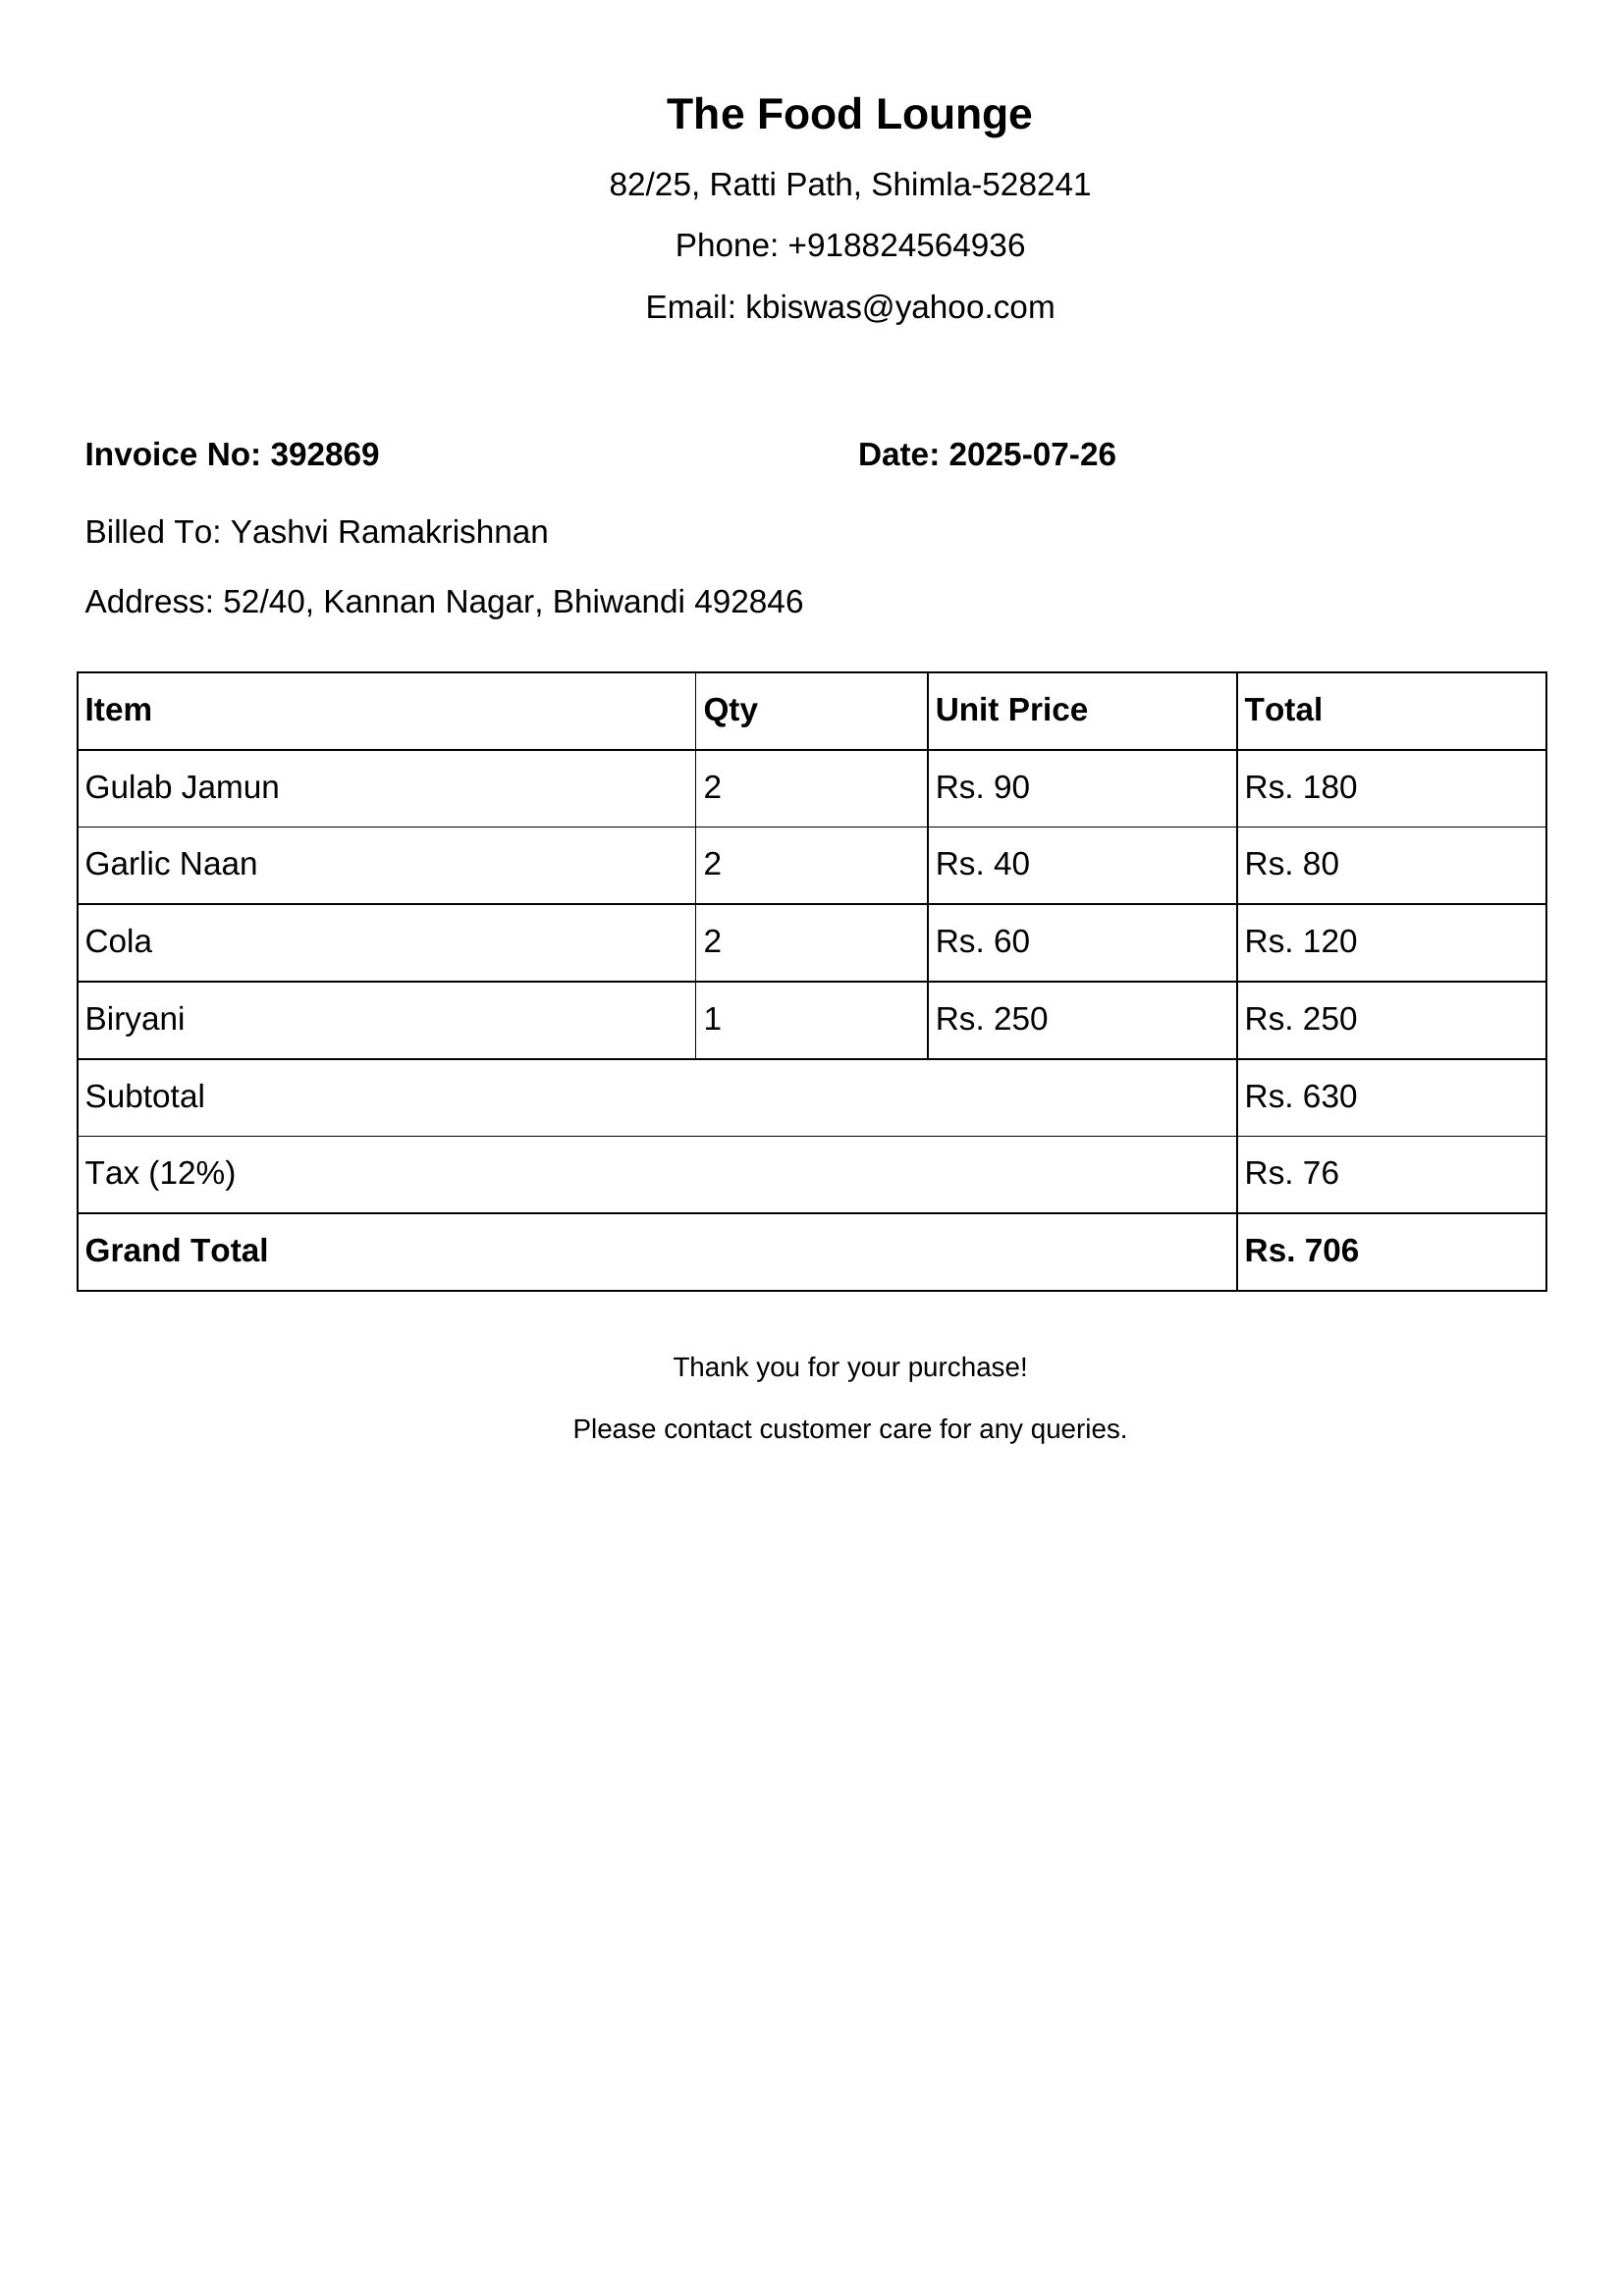 The Food Lounge
82/25, Ratti Path, Shimla-528241
Phone: +918824564936
Email: kbiswas@yahoo.com
Invoice No: 392869 Date: 2025-07-26
Billed To: Yashvi Ramakrishnan
Address: 52/40, Kannan Nagar, Bhiwandi 492846
Item Qty Unit Price Total
Gulab Jamun 2 Rs. 90 Rs. 180
Garlic Naan 2 Rs. 40 Rs. 80
Cola 2 Rs. 60 Rs. 120
Biryani 1 Rs. 250 Rs. 250
Subtotal Rs. 630
Tax (12%) Rs. 76
Grand Total Rs. 706
Thank you for your purchase!
Please contact customer care for any queries.